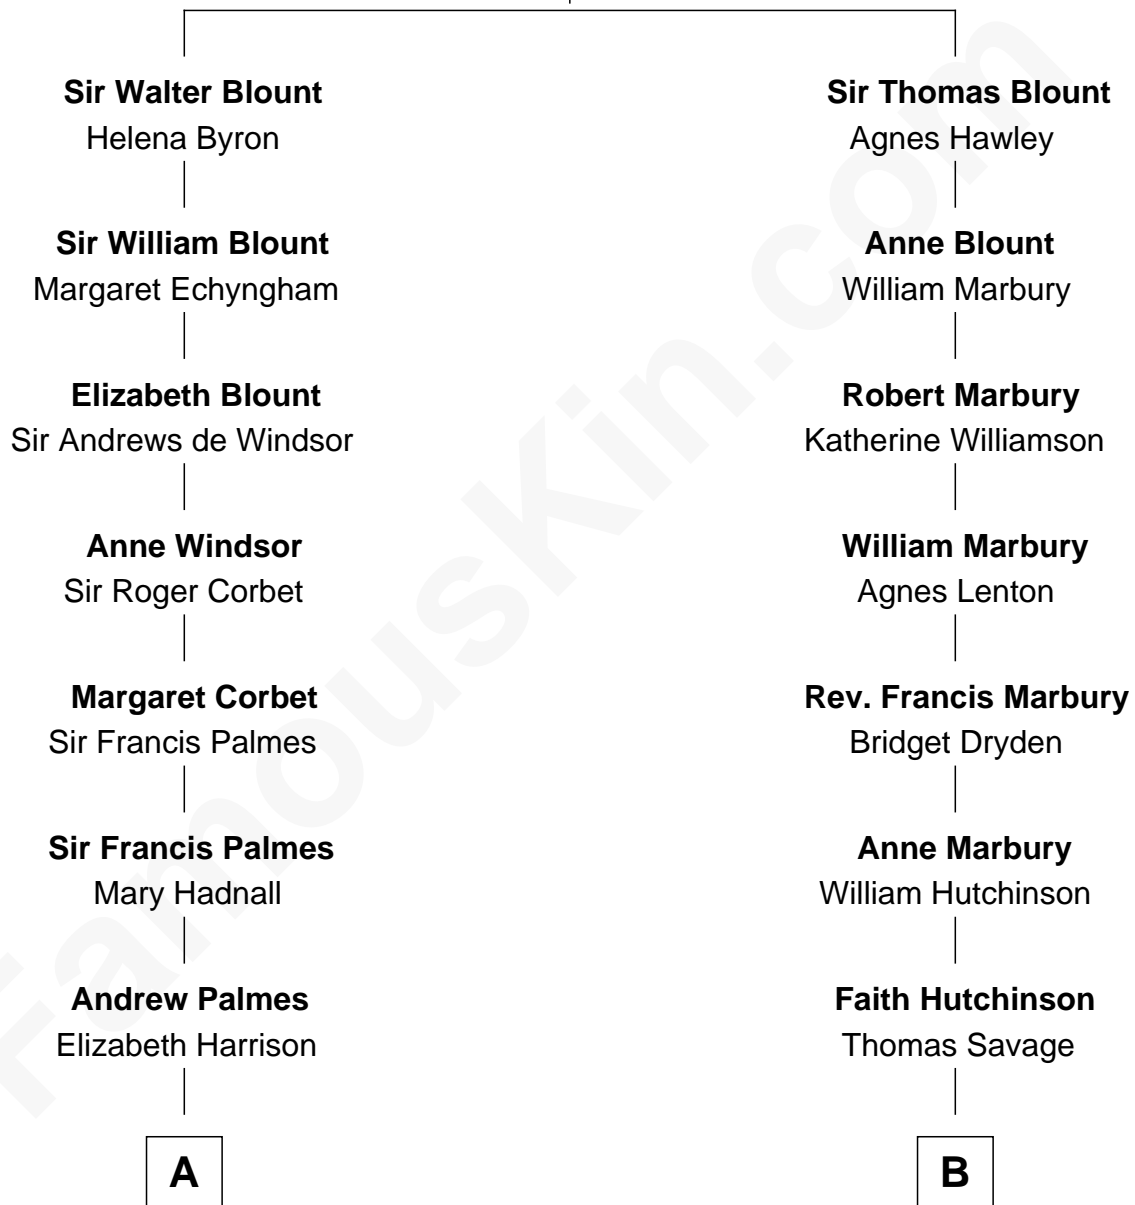 Sir Walter Blount
Helena Byron
Sir William Blount
Margaret Echyngham
Elizabeth Blount
Sir Andrews de Windsor
Anne Windsor
Sir Roger Corbet
Margaret Corbet
Sir Francis Palmes
Sir Francis Palmes
Mary Hadnall
Andrew Palmes
Elizabeth Harrison
A
Sir Thomas Blount
Agnes Hawley
Anne Blount
William Marbury
Robert Marbury
Katherine Williamson
William Marbury
Agnes Lenton
Rev. Francis Marbury
Bridget Dryden
Anne Marbury
William Hutchinson
Faith Hutchinson
Thomas Savage
B
FamousKin.com